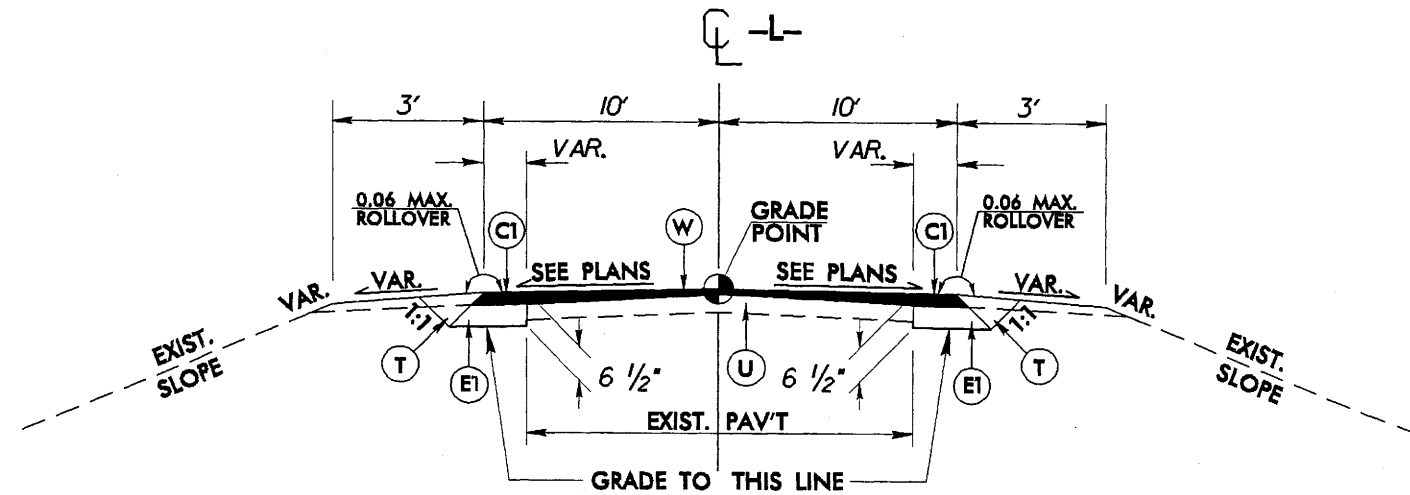 CL -L-
3' 10' 10' 3'
VAR. VAR.
0.06 MAX.
ROLLOVER
C1
W
GRADE
POINT
C1
0.06 MAX.
ROLLOVER
VAR. VAR. SEE PLANS SEE PLANS VAR. VAR.
1:1 1:1
EXIST.
SLOPE
T
E1
6 1/2"
U
6 1/2"
E1
T
EXIST.
SLOPE
EXIST. PAV'T
GRADE TO THIS LINE